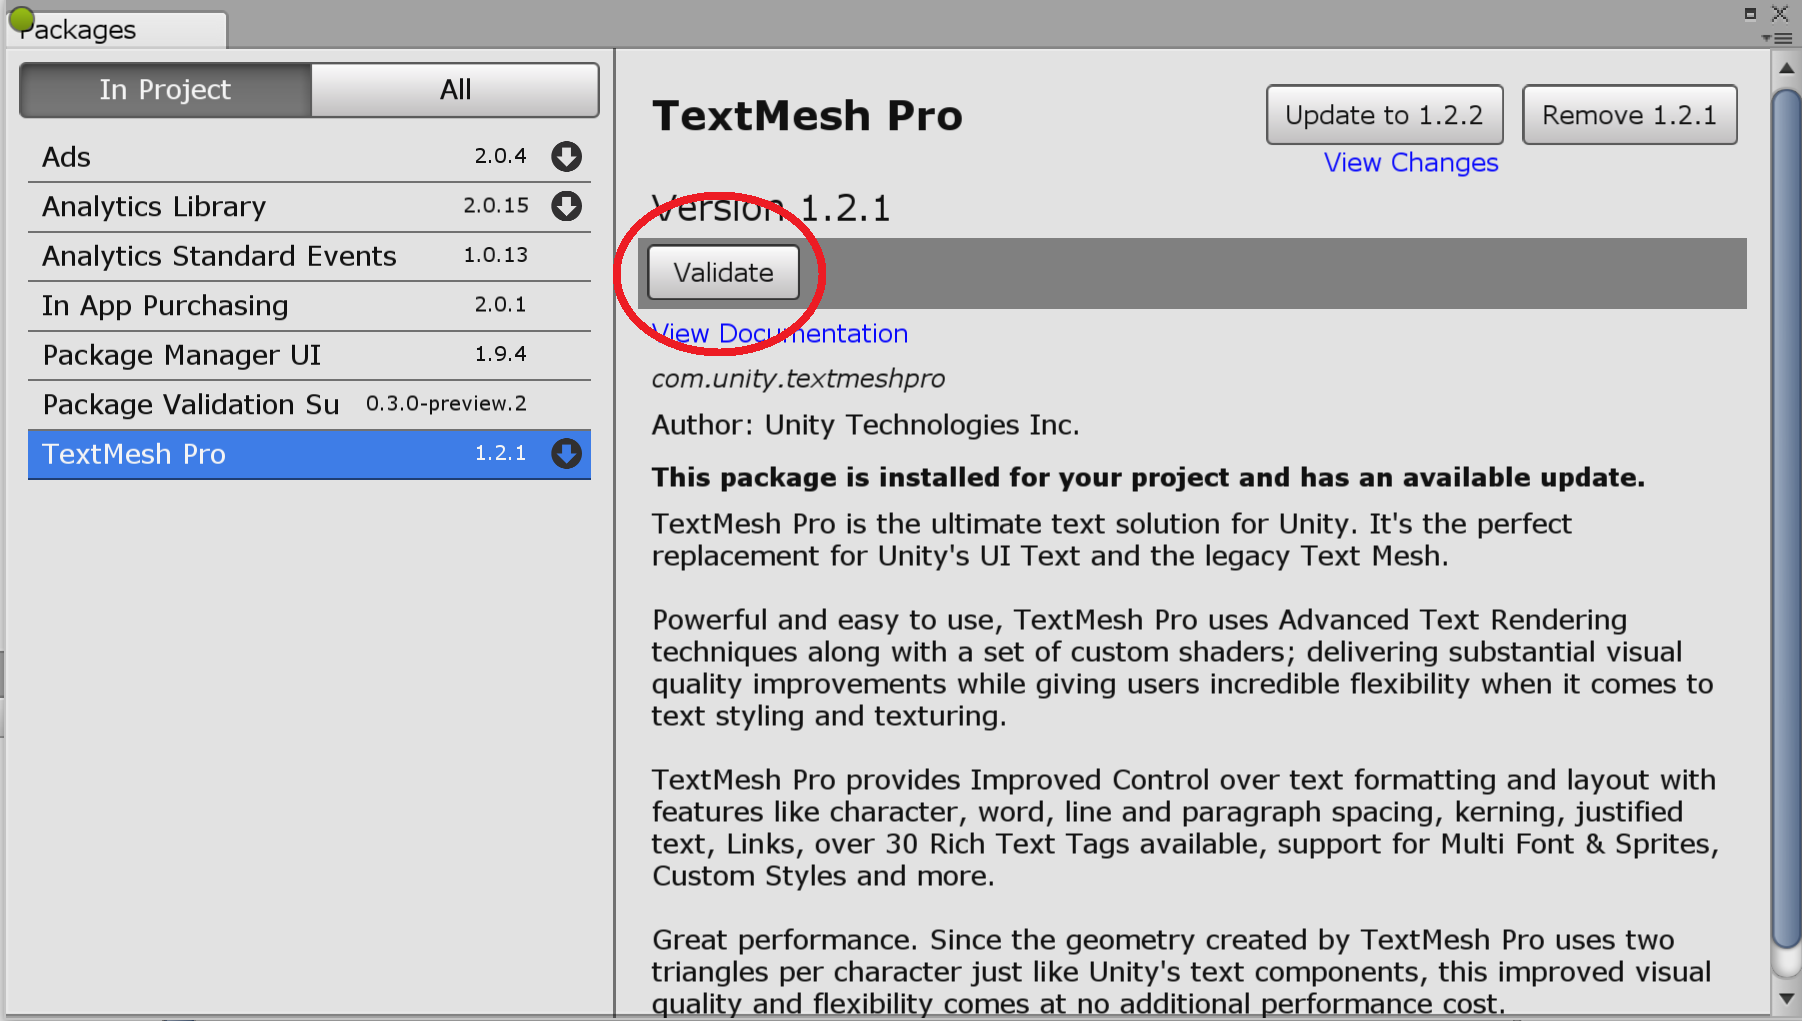 Packages
In Project
All
Ads 2.0.4
Analytics Library 2.0.15
Analytics Standard Events 1.0.13
In App Purchasing 2.0.1
Package Manager UI 1.9.4
Package Validation Su 0.3.0-preview.2
TextMesh Pro 1.2.1
TextMesh Pro
Update to 1.2.2
Remove 1.2.1
View Changes
Version 1.2.1
Validate
View Documentation
com.unity.textmeshpro
Author: Unity Technologies Inc.
This package is installed for your project and has an available update.
TextMesh Pro is the ultimate text solution for Unity. It's the perfect
replacement for Unity's UI Text and the legacy Text Mesh.
Powerful and easy to use, TextMesh Pro uses Advanced Text Rendering
techniques along with a set of custom shaders; delivering substantial visual
quality improvements while giving users incredible flexibility when it comes to
text styling and texturing.
TextMesh Pro provides Improved Control over text formatting and layout with
features like character, word, line and paragraph spacing, kerning, justified
text, Links, over 30 Rich Text Tags available, support for Multi Font & Sprites,
Custom Styles and more.
Great performance. Since the geometry created by TextMesh Pro uses two
triangles per character just like Unity's text components, this improved visual
quality and flexibility comes at no additional performance cost.